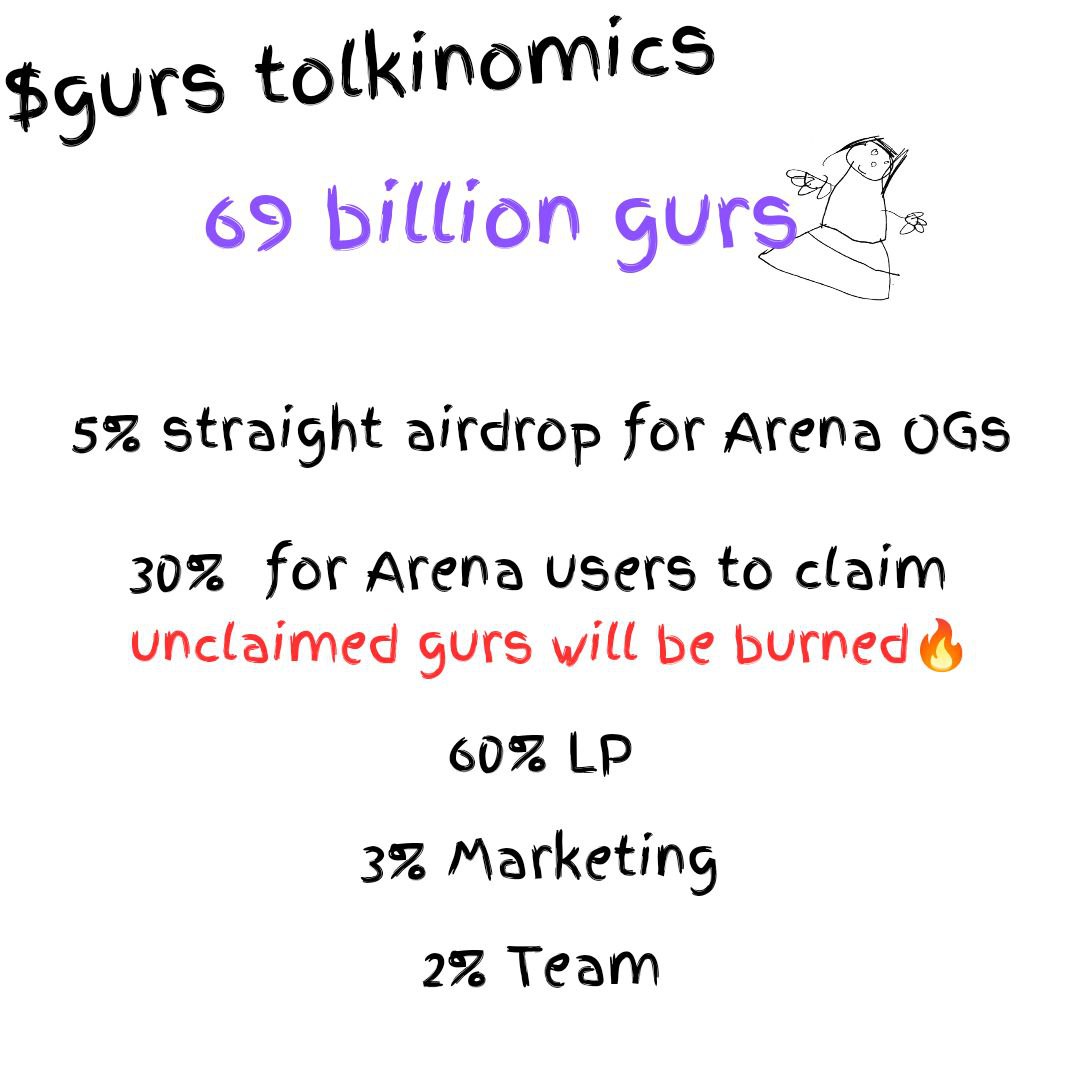 $gurs tolkinomics
69 billion gurs
5% straight airdrop for Arena OGs
30% for Arena users to claim
unclaimed gurs will be burned🔥
60% LP
3% Marketing
2% Team